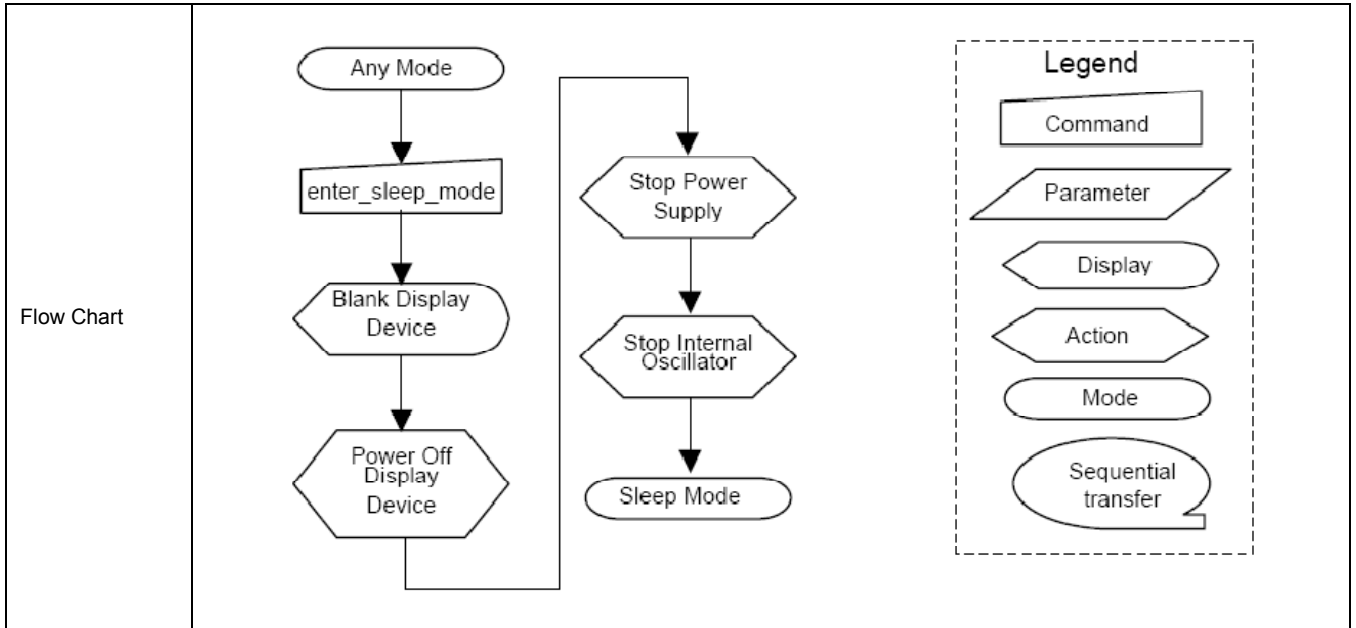 Flow Chart
Any Mode
enter_sleep_mode
Blank Display
Device
Power Off
Display
Device
Stop Power
Supply
Stop Internal
Oscillator
Sleep Mode
Legend
Command
Parameter
Display
Action
Mode
Sequential
transfer